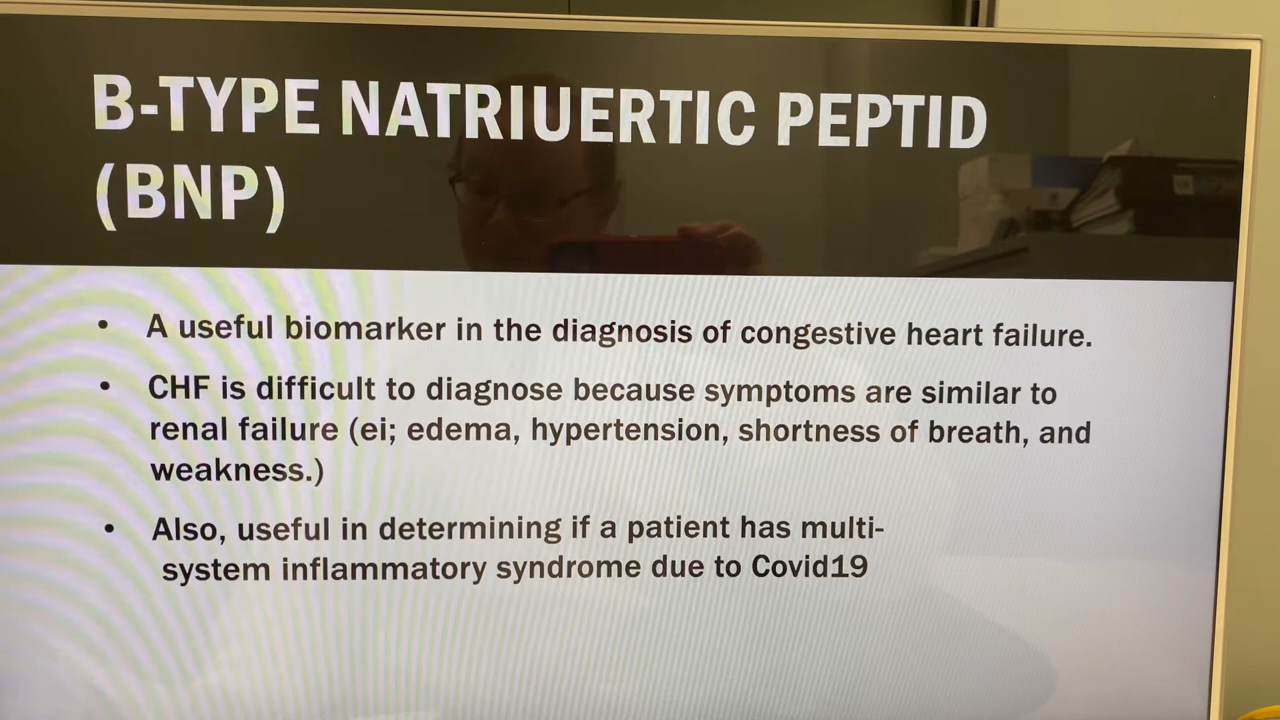 B-TYPE NATRIUERTIC PEPTID
(BNP)
• A useful biomarker in the diagnosis of congestive heart failure.
• CHF is difficult to diagnose because symptoms are similar to
renal failure (ei; edema, hypertension, shortness of breath, and
weakness.)
• Also, useful in determining if a patient has multi-
system inflammatory syndrome due to Covid19